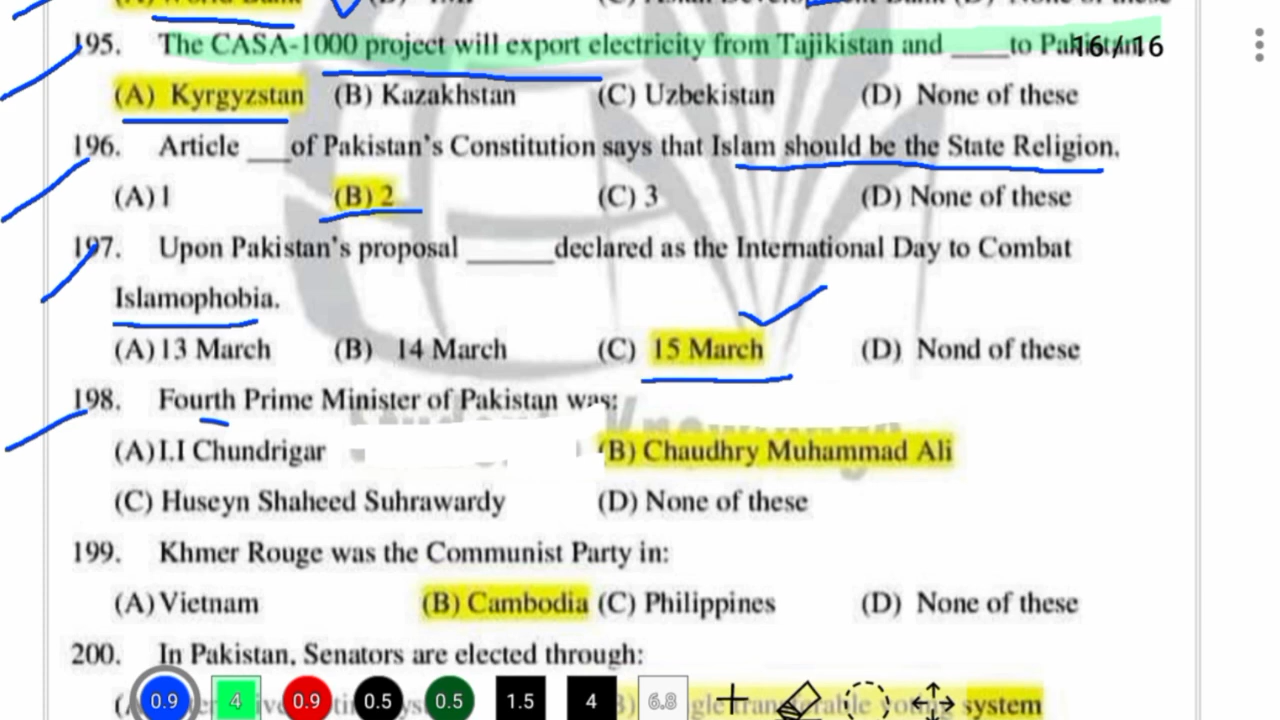 195. The CASA-1000 project will export electricity from Tajikistan and ____to Pakistan
16 / 16
(A) Kyrgyzstan (B) Kazakhstan (C) Uzbekistan (D) None of these
196. Article ___of Pakistan's Constitution says that Islam should be the State Religion.
(A) 1 (B) 2 (C) 3 (D) None of these
197. Upon Pakistan's proposal ______declared as the International Day to Combat
Islamophobia.
(A) 13 March (B) 14 March (C) 15 March (D) Nond of these
198. Fourth Prime Minister of Pakistan was:
(A) I.I Chundrigar (B) Chaudhry Muhammad Ali
(C) Huseyn Shaheed Suhrawardy (D) None of these
199. Khmer Rouge was the Communist Party in:
(A) Vietnam (B) Cambodia (C) Philippines (D) None of these
200. In Pakistan, Senators are elected through:
transferable voting system
0.9 4 0.9 0.5 0.5 1.5 4 6.8